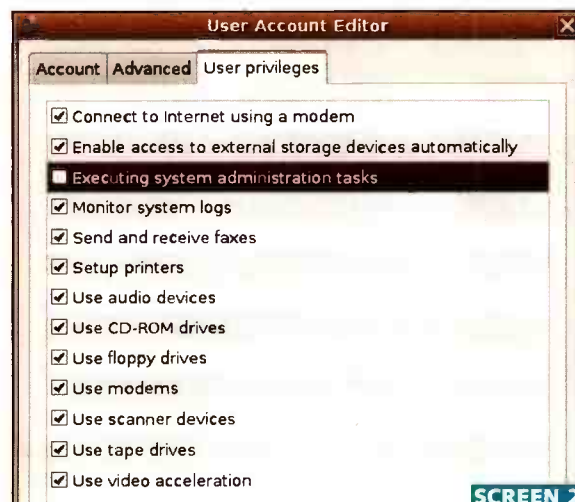 User Account Editor
Account Advanced User privileges
Connect to Internet using a modem
Enable access to external storage devices automatically
Executing system administration tasks
Monitor system logs
Send and receive faxes
Setup printers
Use audio devices
Use CD-ROM drives
Use floppy drives
Use modems
Use scanner devices
Use tape drives
Use video acceleration
SCREEN 2